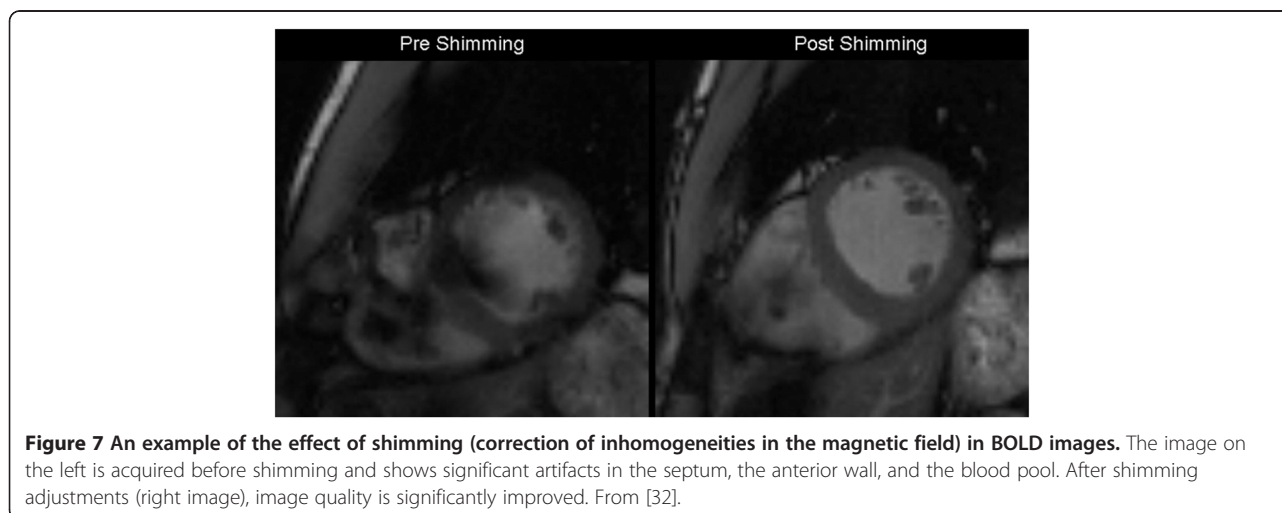 Pre Shimming
Post Shimming
Figure 7 An example of the effect of shimming (correction of inhomogeneities in the magnetic field) in BOLD images. The image on
the left is acquired before shimming and shows significant artifacts in the septum, the anterior wall, and the blood pool. After shimming
adjustments (right image), image quality is significantly improved. From [32].